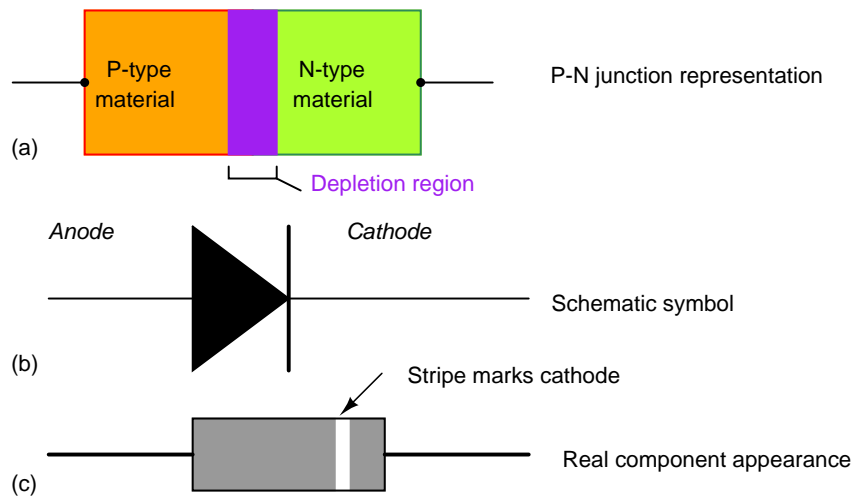 P-type
material
N-type
material
P-N junction representation
(a)
Depletion region
Anode
Cathode
Schematic symbol
(b)
Stripe marks cathode
Real component appearance
(c)